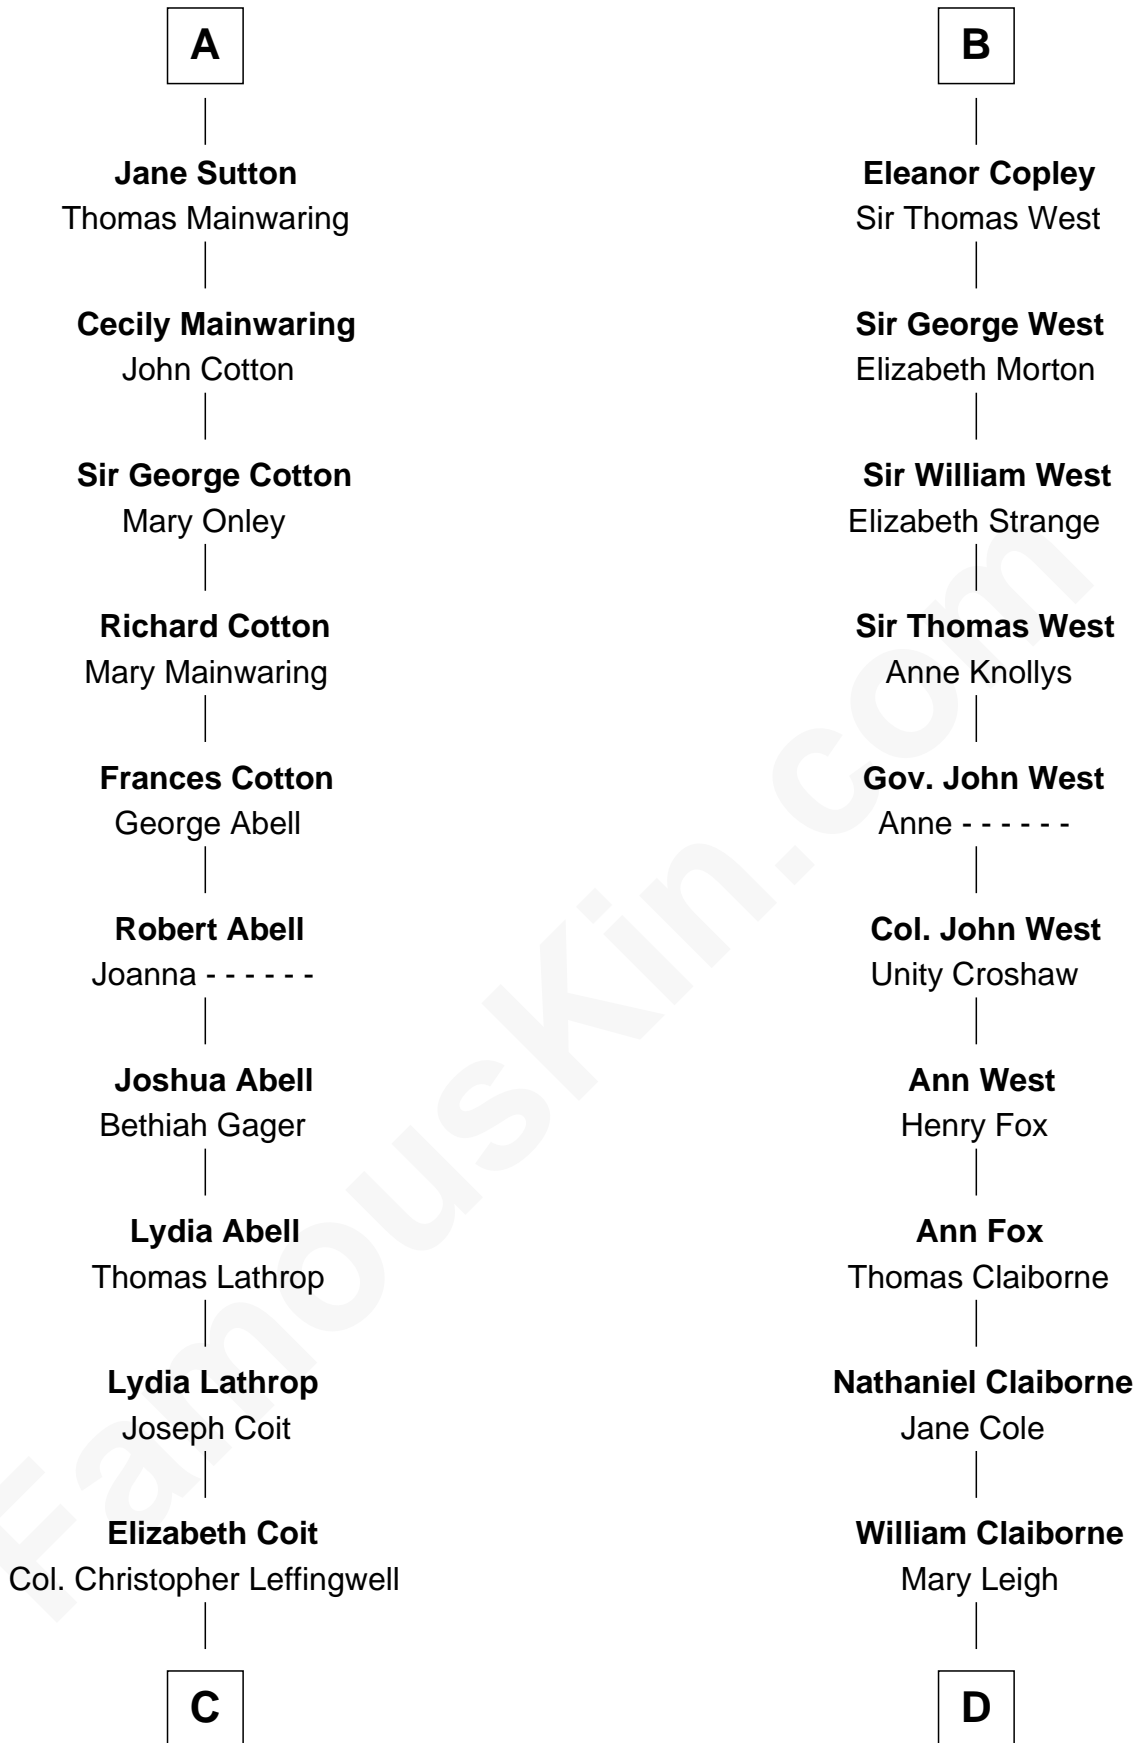 A
Jane Sutton
Thomas Mainwaring
Cecily Mainwaring
John Cotton
Sir George Cotton
Mary Onley
Richard Cotton
Mary Mainwaring
Frances Cotton
George Abell
Robert Abell
Joanna - - - - - -
Joshua Abell
Bethiah Gager
Lydia Abell
Thomas Lathrop
Lydia Lathrop
Joseph Coit
Elizabeth Coit
Col. Christopher Leffingwell
C
B
Eleanor Copley
Sir Thomas West
Sir George West
Elizabeth Morton
Sir William West
Elizabeth Strange
Sir Thomas West
Anne Knollys
Gov. John West
Anne - - - - - -
Col. John West
Unity Croshaw
Ann West
Henry Fox
Ann Fox
Thomas Claiborne
Nathaniel Claiborne
Jane Cole
William Claiborne
Mary Leigh
D
FamousKin.com